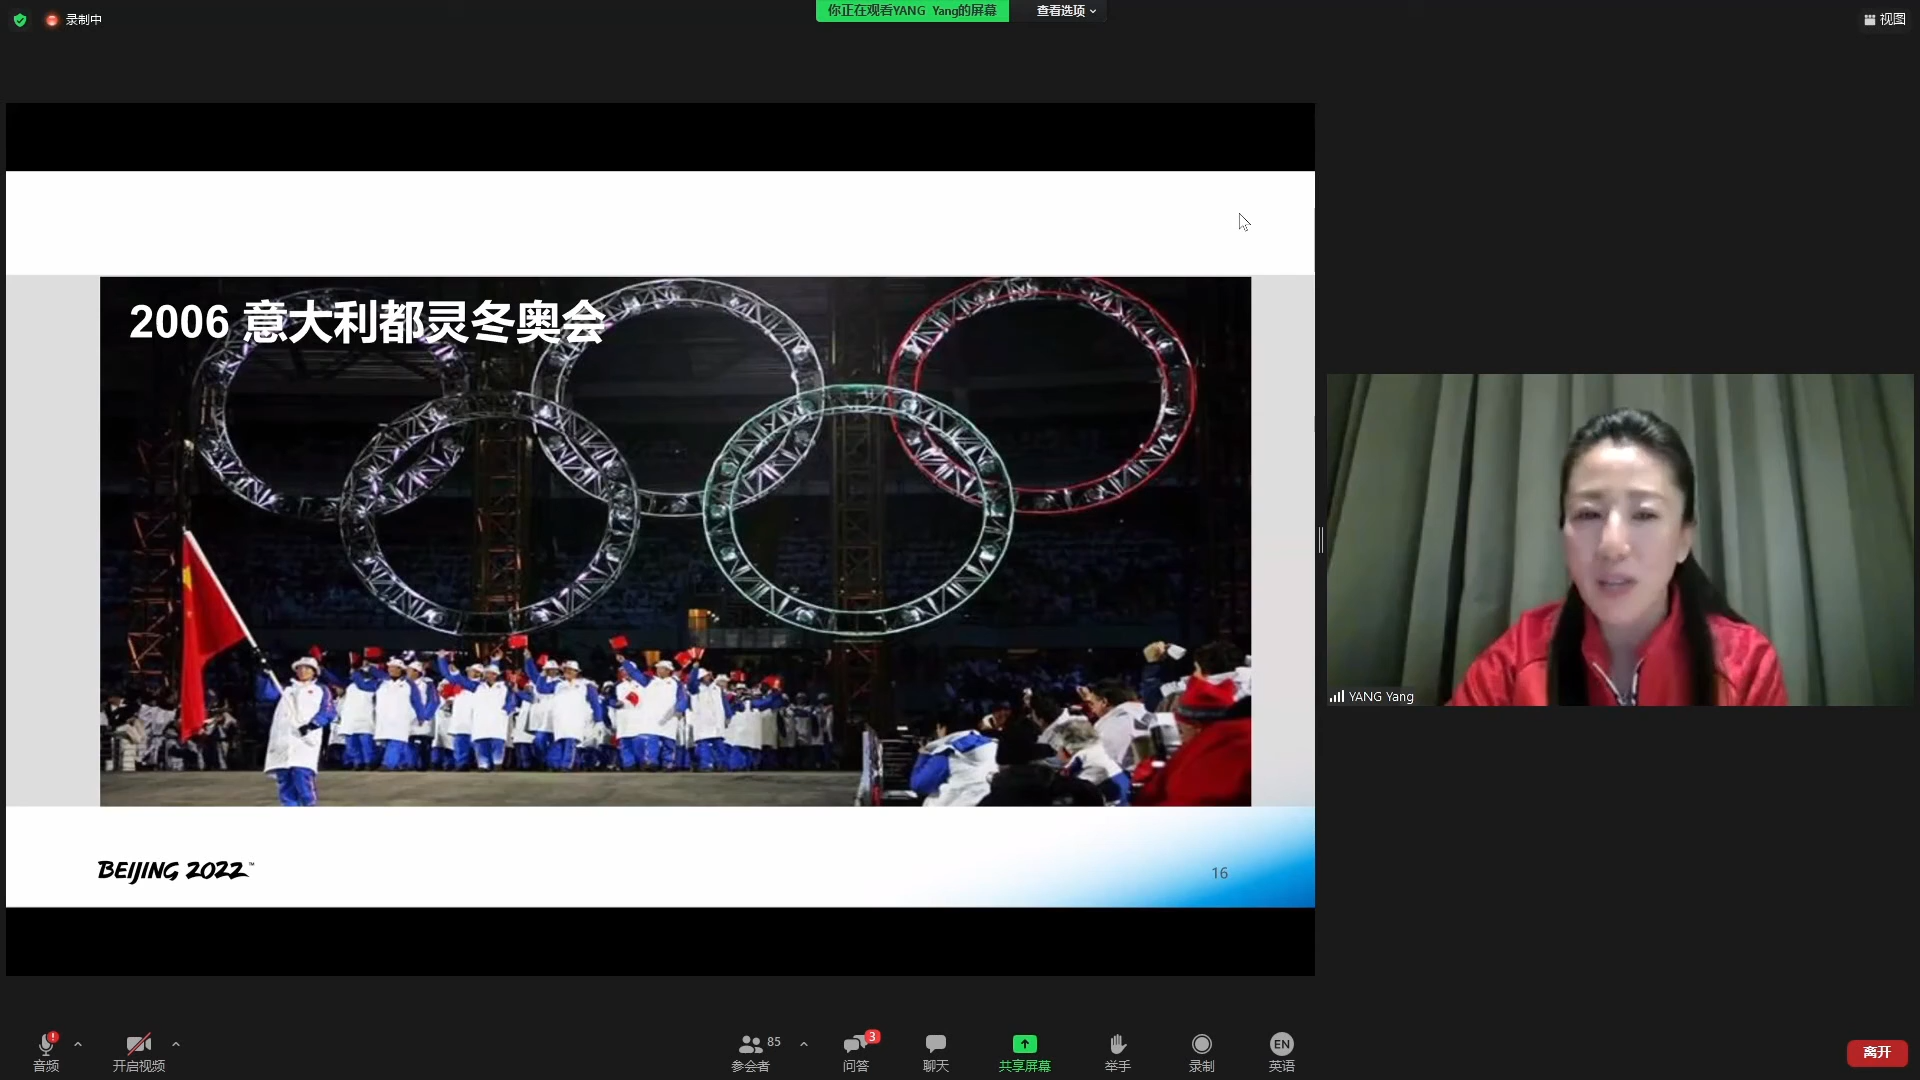 录制中
你正在观看YANG Yang的屏幕
查看选项
视图
2006 意大利都灵冬奥会
BEIJING 2022™
16
YANG Yang
音频
开启视频
85
参会者
3
问答
聊天
共享屏幕
举手
录制
EN
英语
离开